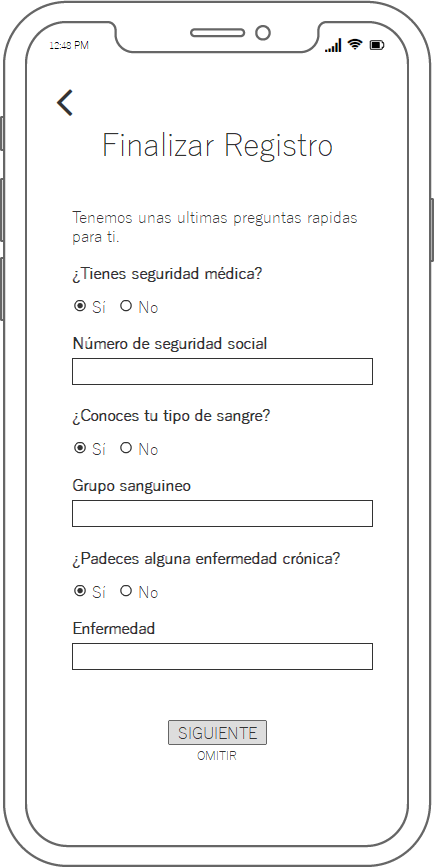 12:48 PM
Finalizar Registro
Tenemos unas ultimas preguntas rapidas
para ti.
¿Tienes seguridad médica?
Sí No
Número de seguridad social
¿Conoces tu tipo de sangre?
Sí No
Grupo sanguineo
¿Padeces alguna enfermedad crónica?
Sí No
Enfermedad
SIGUIENTE
OMITIR